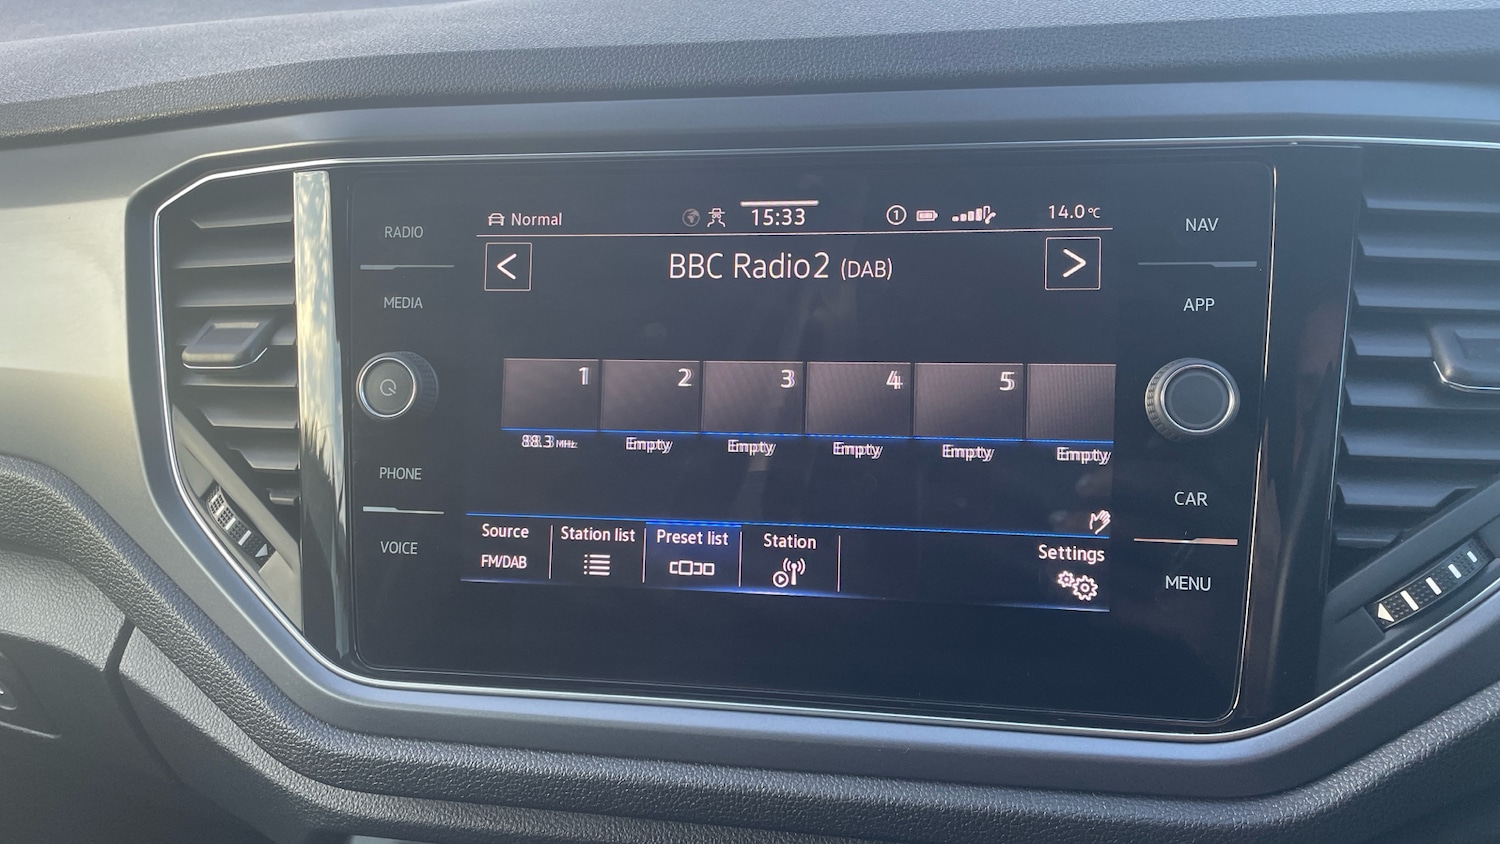 Normal
15:33
1
14.0°C
RADIO
MEDIA
PHONE
VOICE
<
BBC Radio2 (DAB)
>
1 2 3 4 5
88.3 MHz Empty Empty Empty Empty Empty
Source Station list Preset list Station Settings
FM/DAB
NAV
APP
CAR
MENU